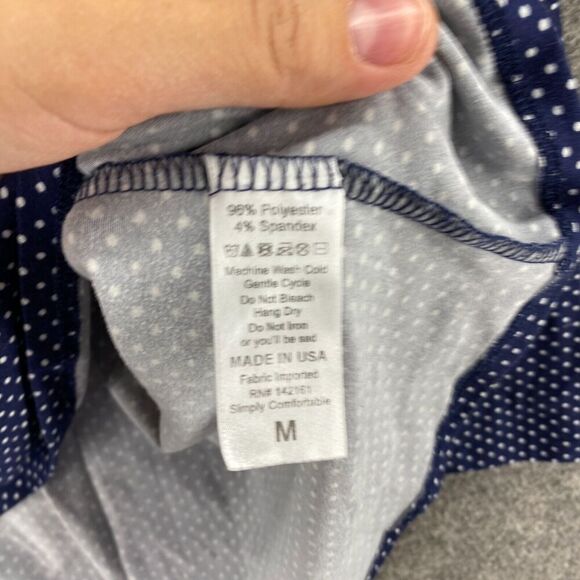 96% Polyester
4% Spandex
Machine Wash Cold
Gentle Cycle
Do Not Bleach
Hang Dry
Do Not Iron
or you'll be sad
MADE IN USA
Fabric Imported
RN# 142161
Simply Comfortable
M